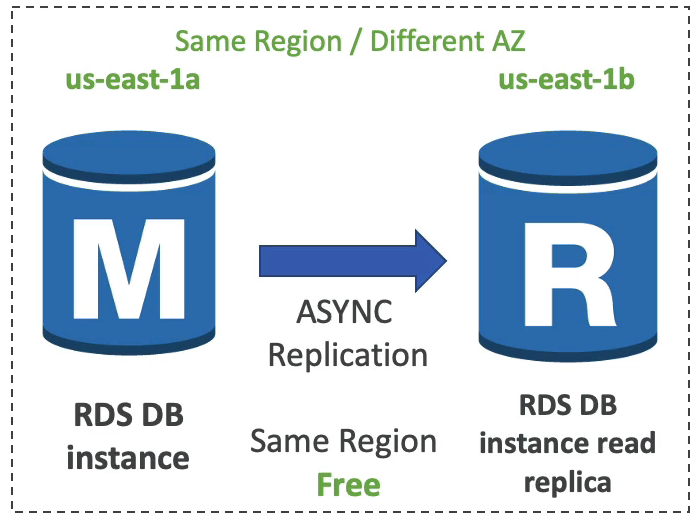 Same Region / Different AZ
us-east-1a
us-east-1b
M
R
ASYNC
Replication
RDS DB
instance
Same Region
Free
RDS DB
instance read
replica